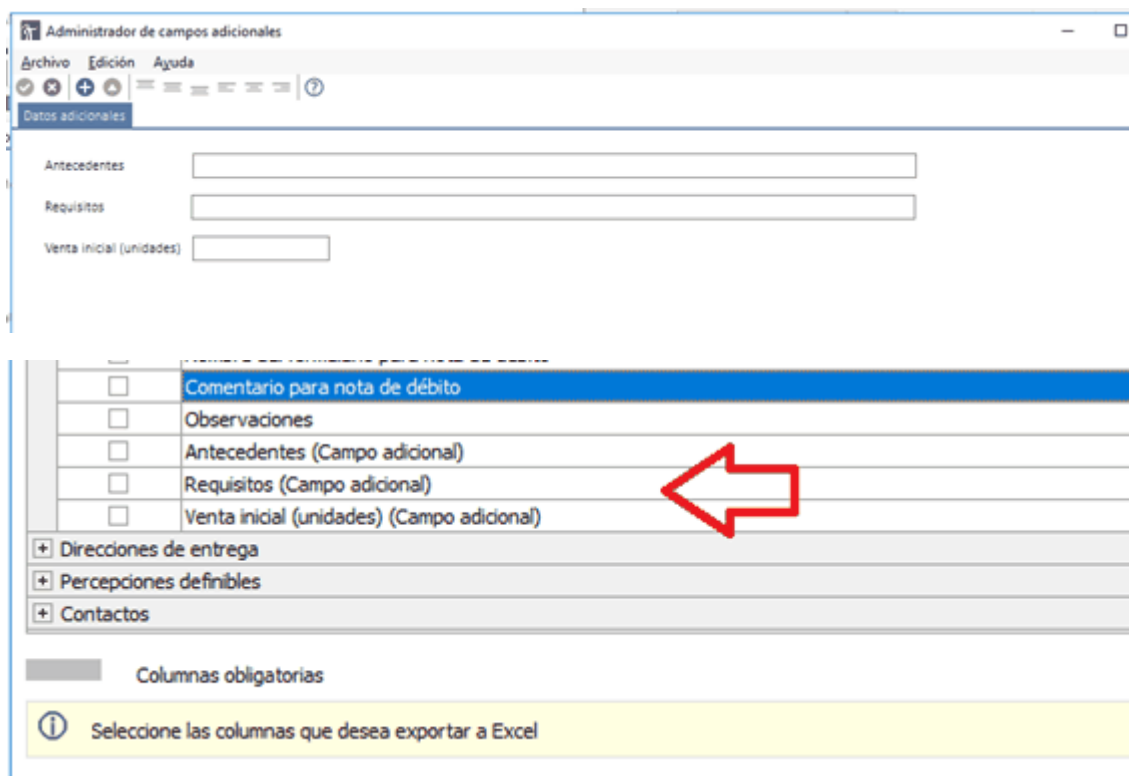 Administrador de campos adicionales
Archivo Edición Ayuda
Datos adicionales
Antecedentes
Requisitos
Venta inicial (unidades)
Comentario para nota de débito
Observaciones
Antecedentes (Campo adicional)
Requisitos (Campo adicional)
Venta inicial (unidades) (Campo adicional)
Direcciones de entrega
Percepciones definibles
Contactos
Columnas obligatorias
Seleccione las columnas que desea exportar a Excel